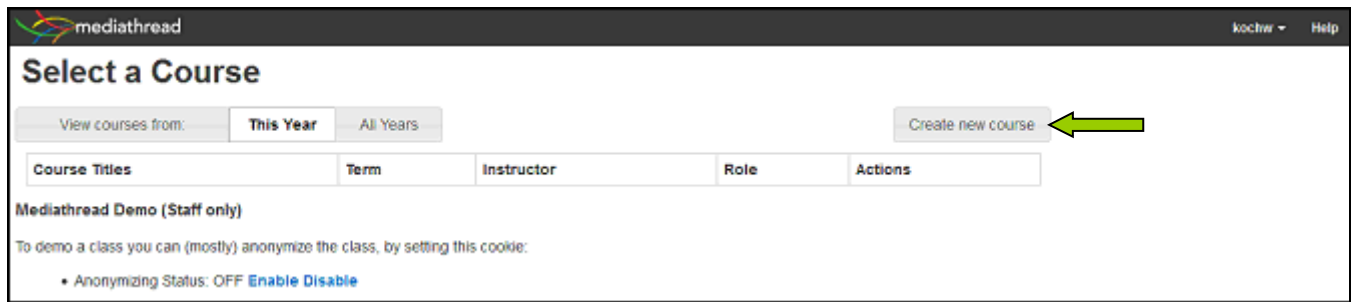 mediathread kochw Help
Select a Course
View courses from: This Year All Years Create new course
Course Titles Term Instructor Role Actions
Mediathread Demo (Staff only)
To demo a class you can (mostly) anonymize the class, by setting this cookie:
• Anonymizing Status: OFF Enable Disable